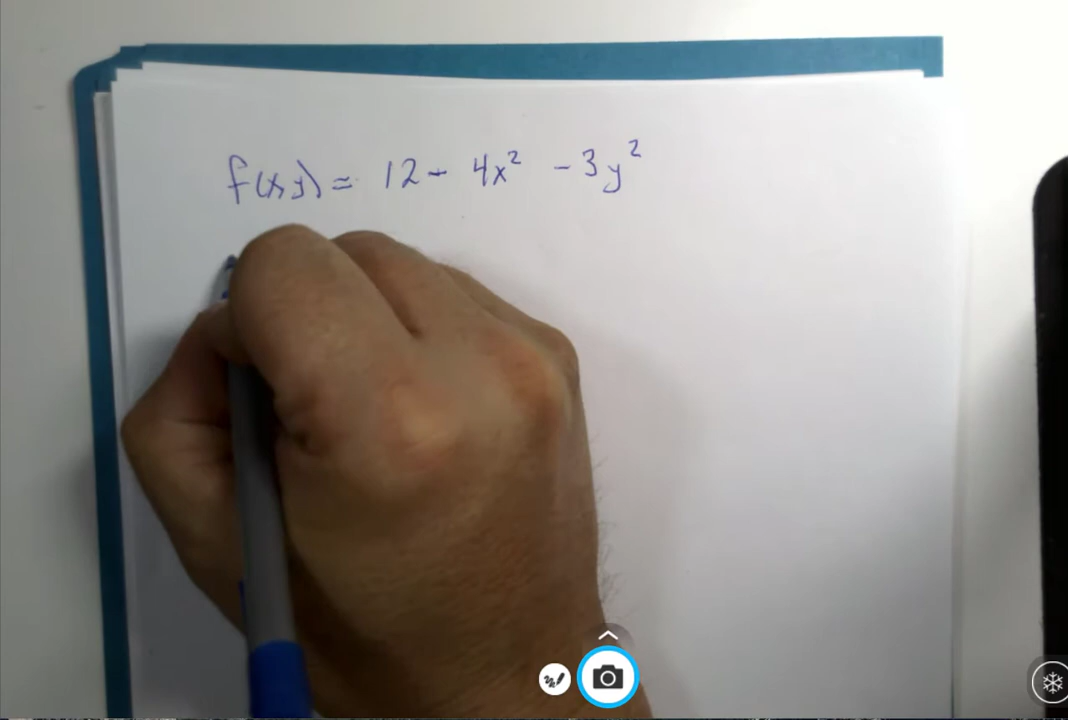 f(x,y) = 12 - 4x² - 3y²